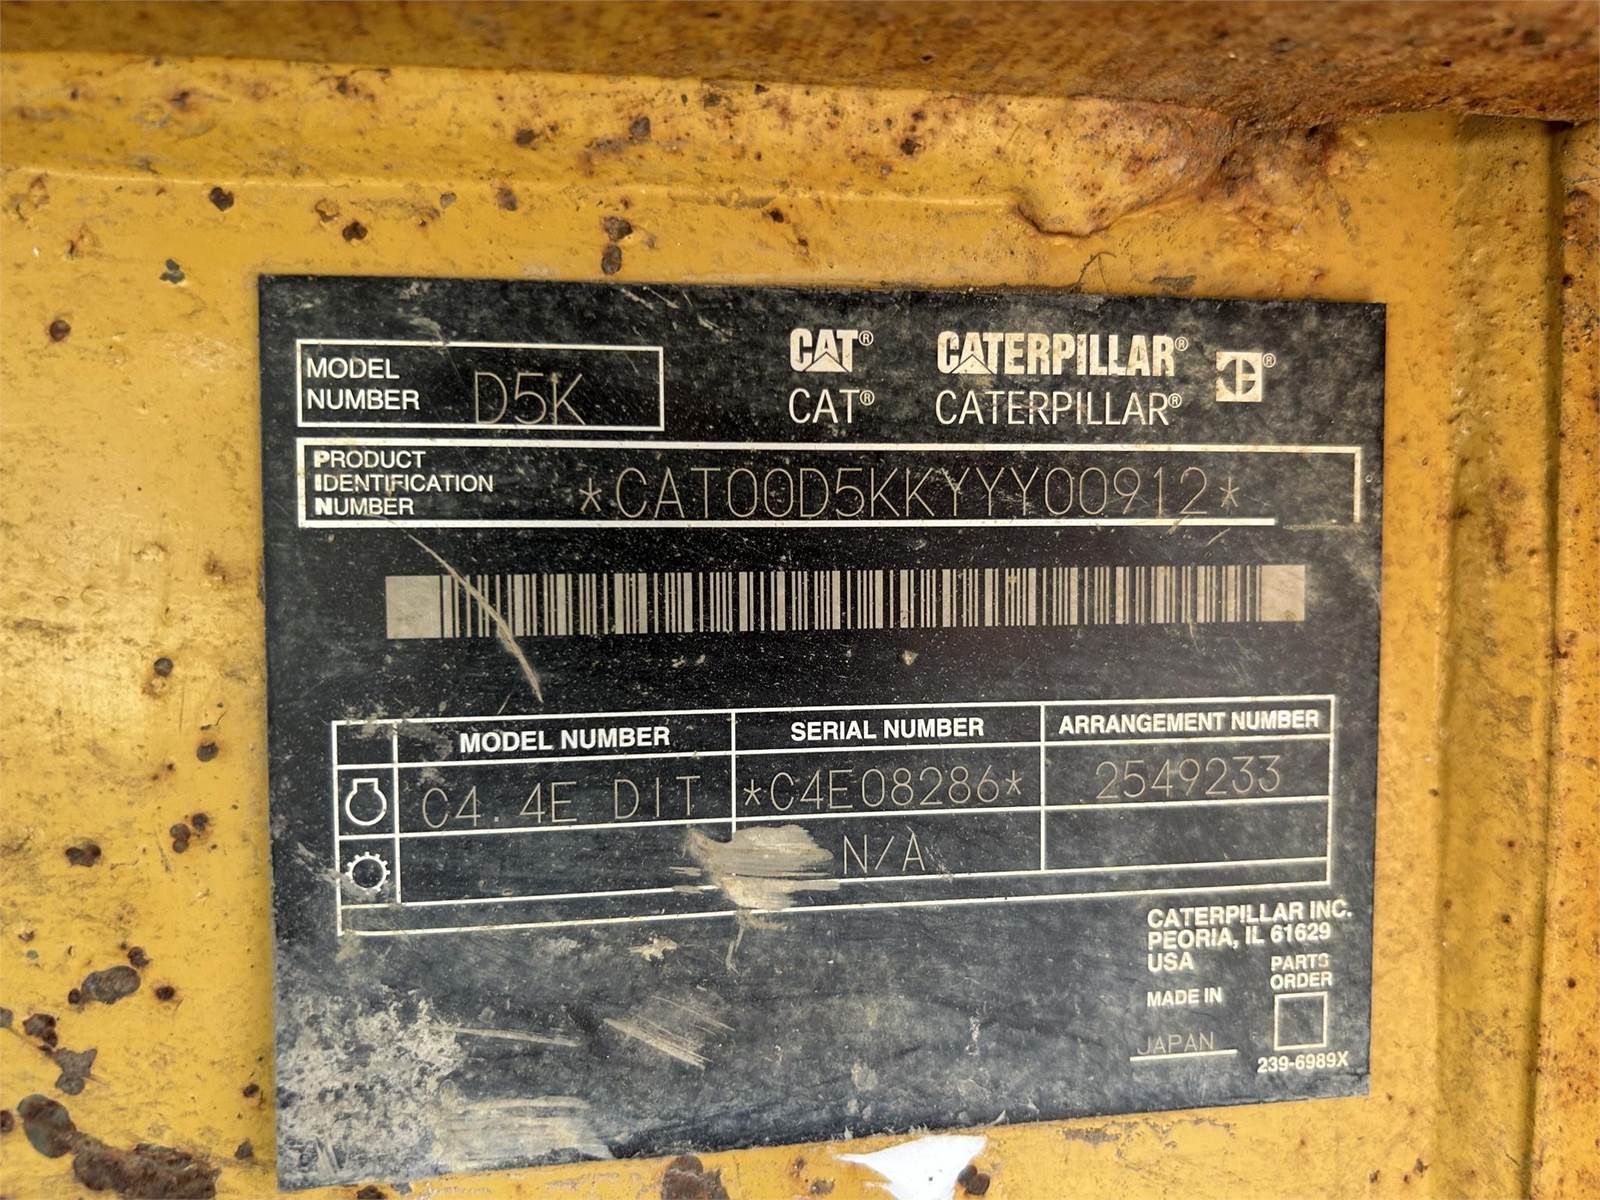 MODEL NUMBER D5K
CAT® CATERPILLAR® CE®
CAT® CATERPILLAR®
PRODUCT IDENTIFICATION NUMBER *CAT00D5KKYYY00912*
MODEL NUMBER SERIAL NUMBER ARRANGEMENT NUMBER
C4.4E DIT *C4E08286* 2549233
N/A
CATERPILLAR INC.
PEORIA, IL 61629
USA
PARTS
ORDER
MADE IN
JAPAN
239-6989X